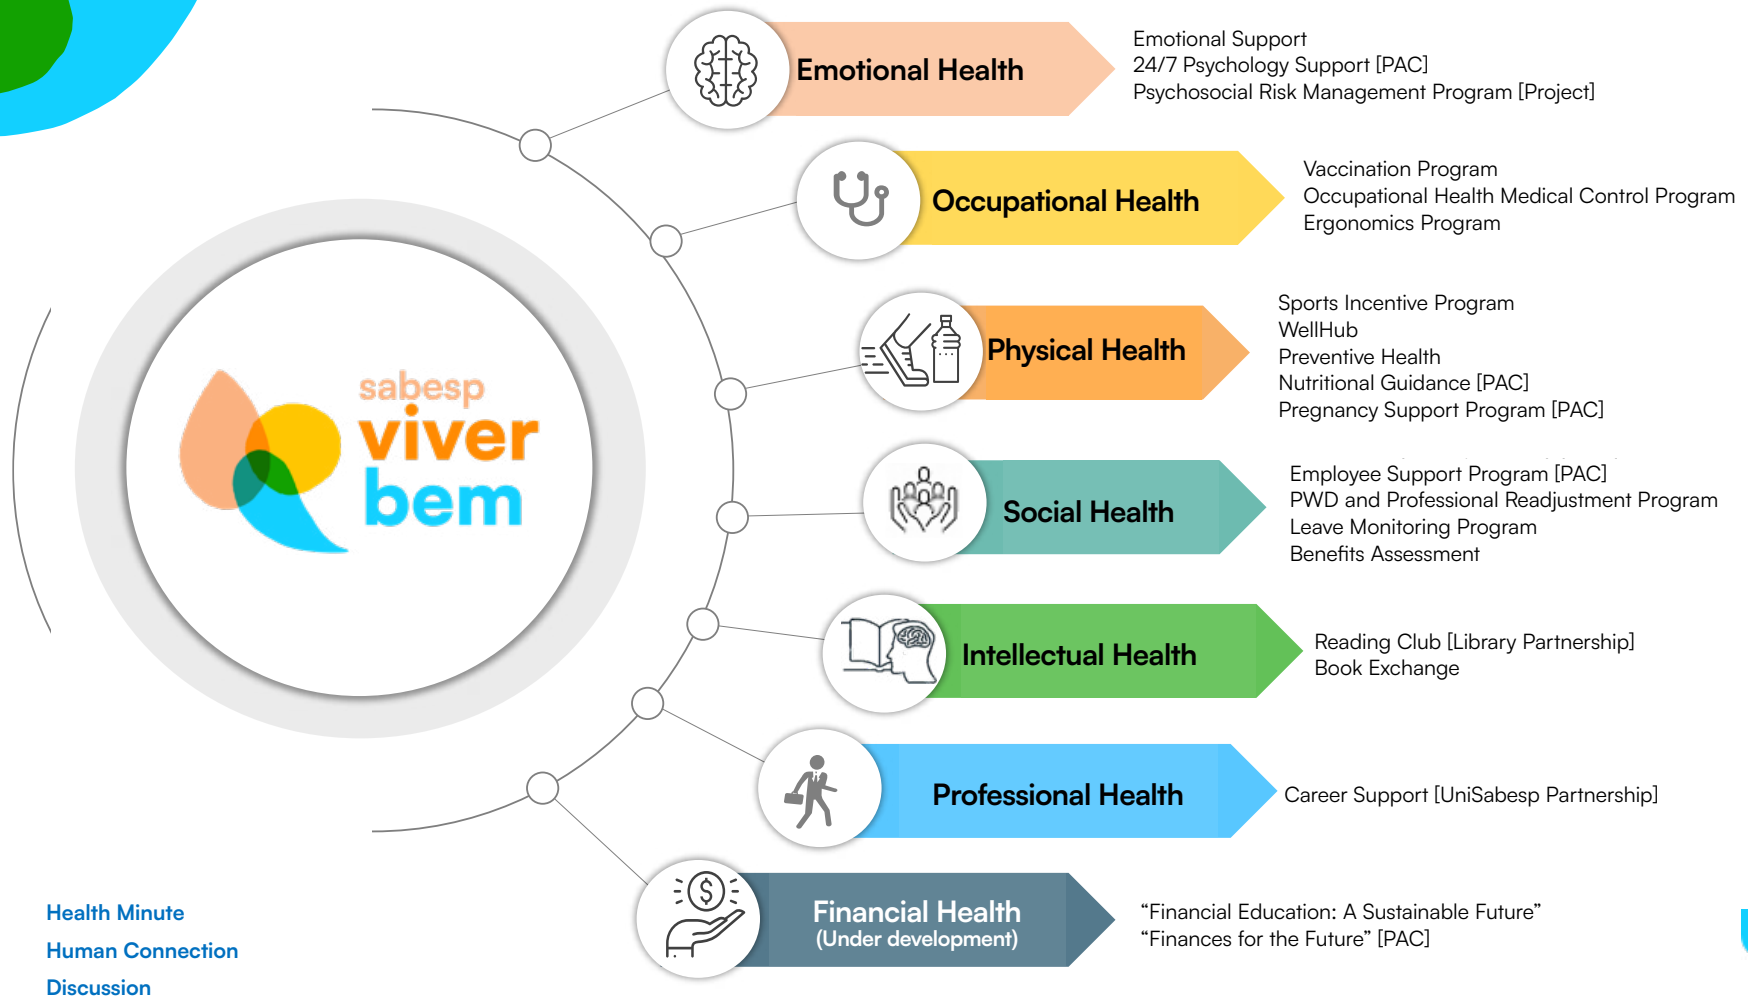 sabesp
viver
bem
Emotional Health
Emotional Support
24/7 Psychology Support [PAC]
Psychosocial Risk Management Program [Project]
Occupational Health
Vaccination Program
Occupational Health Medical Control Program
Ergonomics Program
Physical Health
Sports Incentive Program
WellHub
Preventive Health
Nutritional Guidance [PAC]
Pregnancy Support Program [PAC]
Social Health
Employee Support Program [PAC]
PWD and Professional Readjustment Program
Leave Monitoring Program
Benefits Assessment
Intellectual Health
Reading Club [Library Partnership]
Book Exchange
Professional Health
Career Support [UniSabesp Partnership]
$
Financial Health
(Under development)
“Financial Education: A Sustainable Future”
“Finances for the Future” [PAC]
Health Minute
Human Connection
Discussion